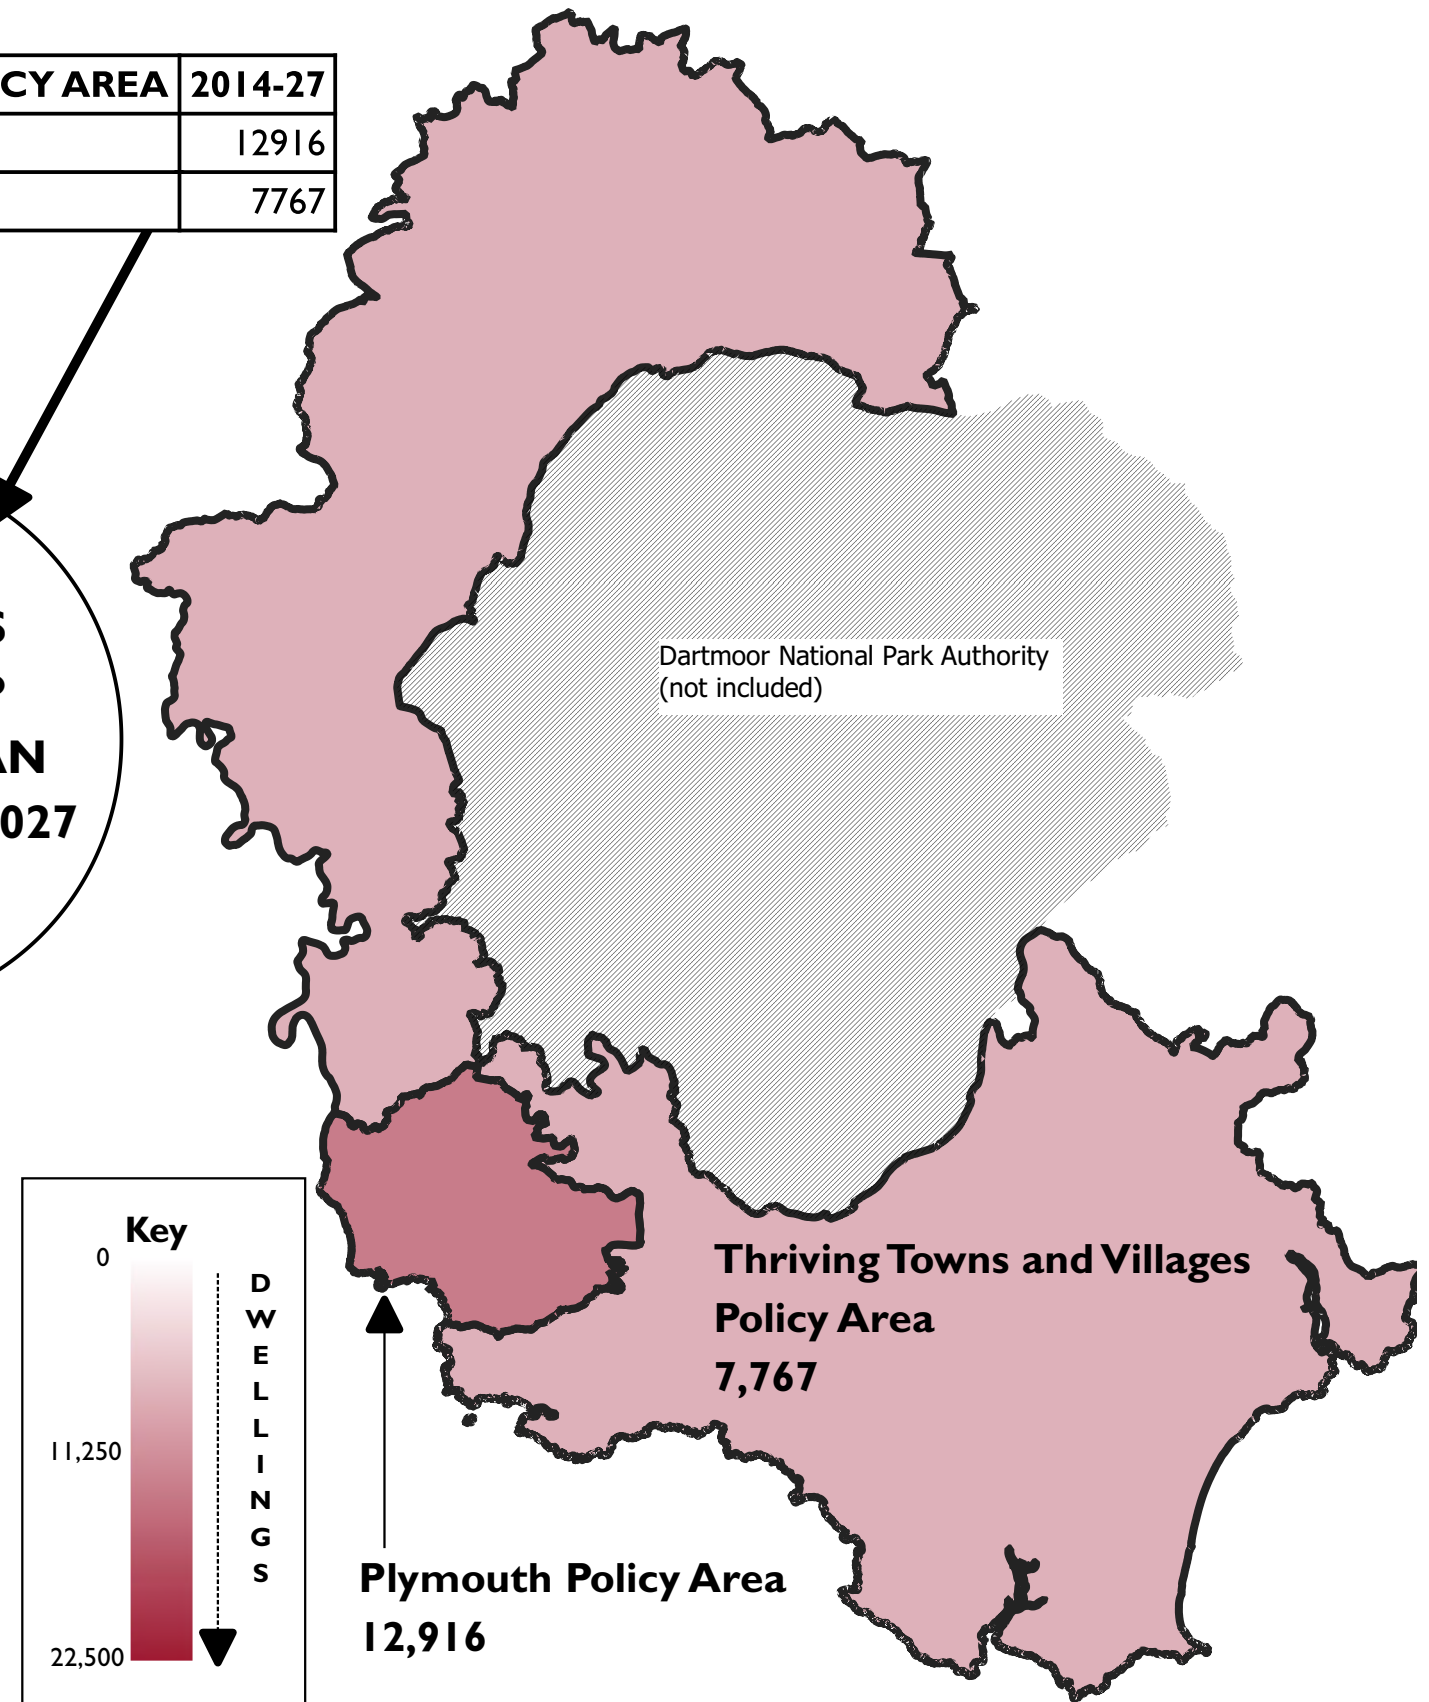 CY AREA 2014-27
12916
7767
Dartmoor National Park Authority
(not included)
AN
027
Key
0
11,250
22,500
D
W
E
L
L
I
N
G
S
Thriving Towns and Villages
Policy Area
7,767
Plymouth Policy Area
12,916